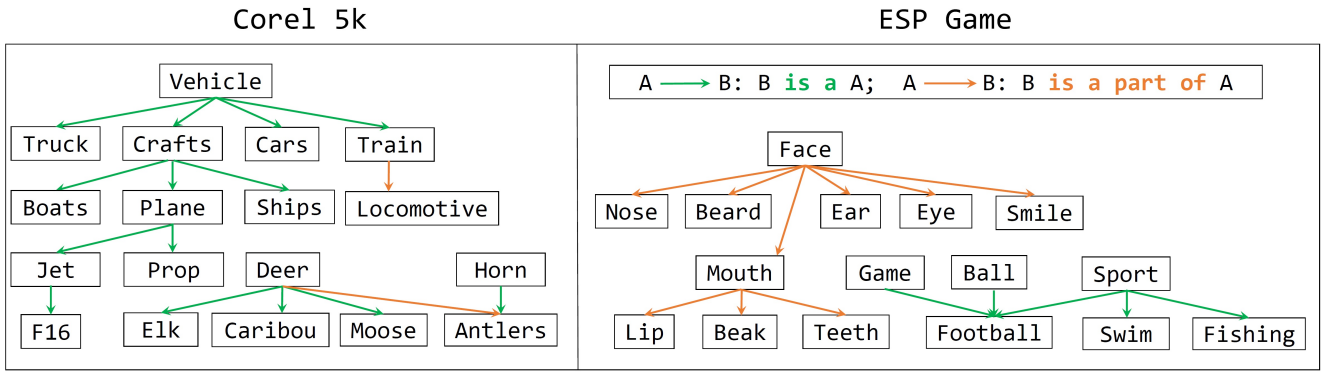 Corel 5k
ESP Game
Vehicle
Truck
Crafts
Cars
Train
Boats
Plane
Ships
Locomotive
Jet
Prop
Deer
Horn
F16
Elk
Caribou
Moose
Antlers
A B: B is a A; A B: B is a part of A
Face
Nose
Beard
Ear
Eye
Smile
Mouth
Game
Ball
Sport
Lip
Beak
Teeth
Football
Swim
Fishing